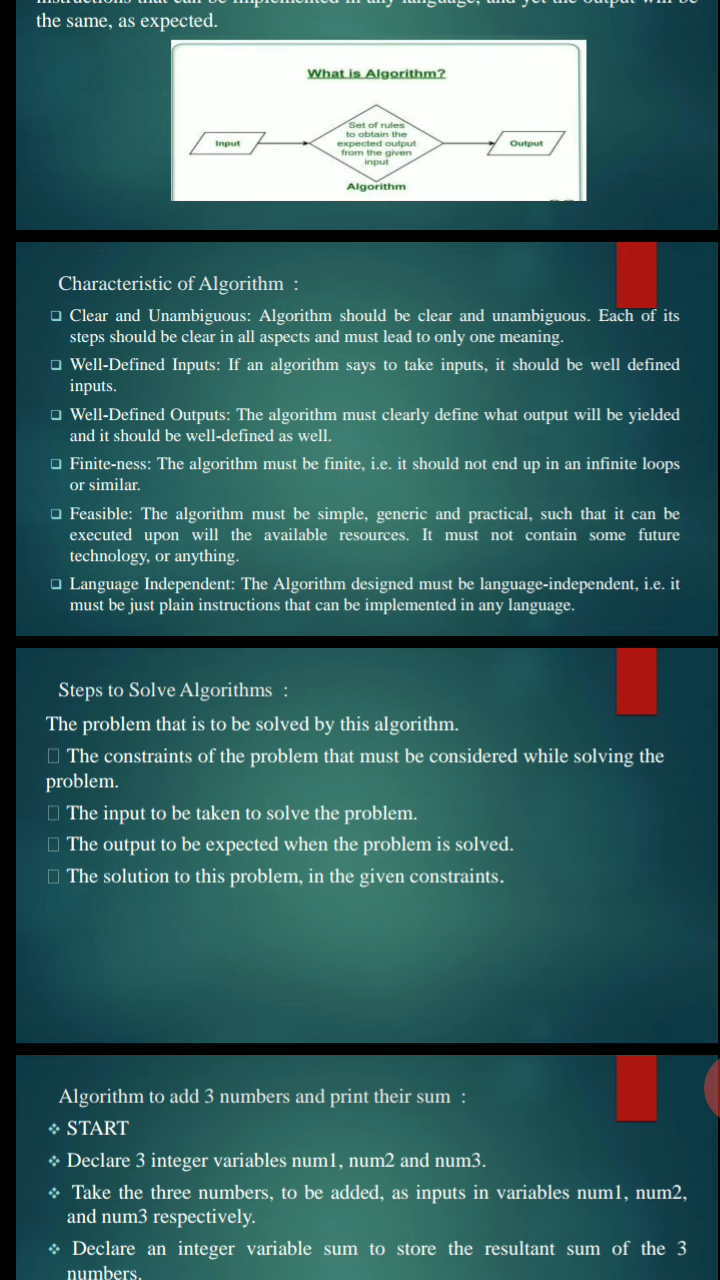 the same, as expected.
What is Algorithm?
Input
Set of rules
to obtain the
expected output
from the given
input
Output
Algorithm
Characteristic of Algorithm :
❑ Clear and Unambiguous: Algorithm should be clear and unambiguous. Each of its
steps should be clear in all aspects and must lead to only one meaning.
❑ Well-Defined Inputs: If an algorithm says to take inputs, it should be well defined
inputs.
❑ Well-Defined Outputs: The algorithm must clearly define what output will be yielded
and it should be well-defined as well.
❑ Finite-ness: The algorithm must be finite, i.e. it should not end up in an infinite loops
or similar.
❑ Feasible: The algorithm must be simple, generic and practical, such that it can be
executed upon will the available resources. It must not contain some future
technology, or anything.
❑ Language Independent: The Algorithm designed must be language-independent, i.e. it
must be just plain instructions that can be implemented in any language.
Steps to Solve Algorithms :
The problem that is to be solved by this algorithm.
 The constraints of the problem that must be considered while solving the
problem.
 The input to be taken to solve the problem.
 The output to be expected when the problem is solved.
 The solution to this problem, in the given constraints.
Algorithm to add 3 numbers and print their sum :
❖ START
❖ Declare 3 integer variables num1, num2 and num3.
❖ Take the three numbers, to be added, as inputs in variables num1, num2,
and num3 respectively.
❖ Declare an integer variable sum to store the resultant sum of the 3
numbers.